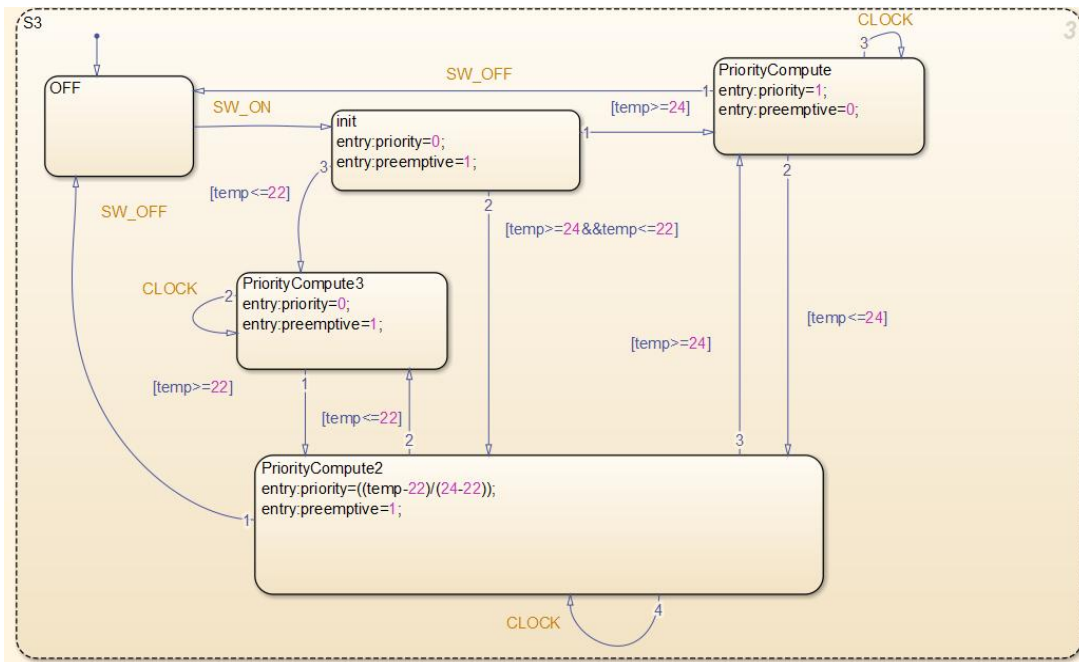 S3
3
CLOCK
3
OFF
SW_OFF
1
PriorityCompute
entry:priority=1;
entry:preemptive=0;
SW_ON
[temp>=24]
init
entry:priority=0;
entry:preemptive=1;
1
3
2
2
[temp<=22]
SW_OFF
[temp>=24&&temp<=22]
CLOCK
2
PriorityCompute3
entry:priority=0;
entry:preemptive=1;
[temp<=24]
[temp>=24]
[temp>=22]
1
[temp<=22]
2
3
PriorityCompute2
entry:priority=((temp-22)/(24-22));
entry:preemptive=1;
1
4
CLOCK